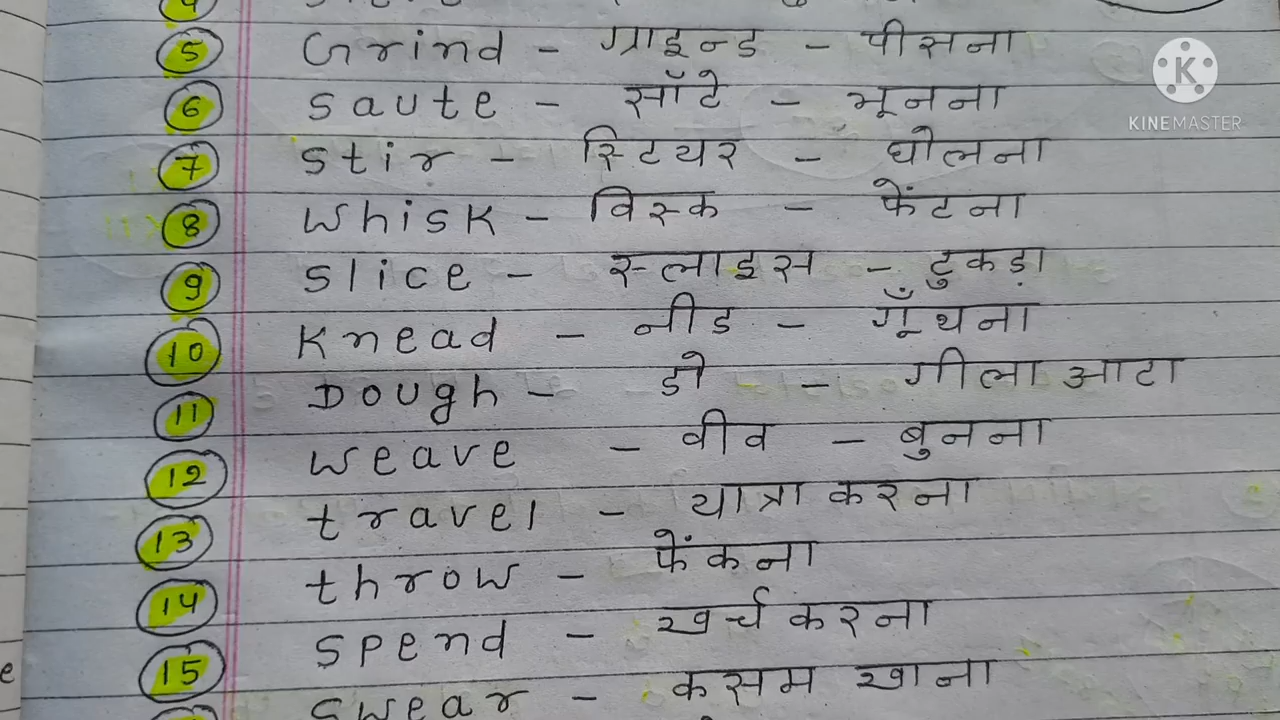 4
5 Grind - ग्राइन्ड - पीसना
6 saute - सॉटे - भूनना
7 Stir - स्टियर - घोलना
8 Whisk - विस्क - फेंटना
9 Slice - स्लाइस - टुकड़ा
10 Knead - नीड - गूँथना
11 Dough - डो - गीला आटा
12 weave - वीव - बुनना
13 travel - यात्रा करना
14 throw - फेंकना
15 spend - खर्च करना
swear - कसम खाना
K
KINEMASTER
e